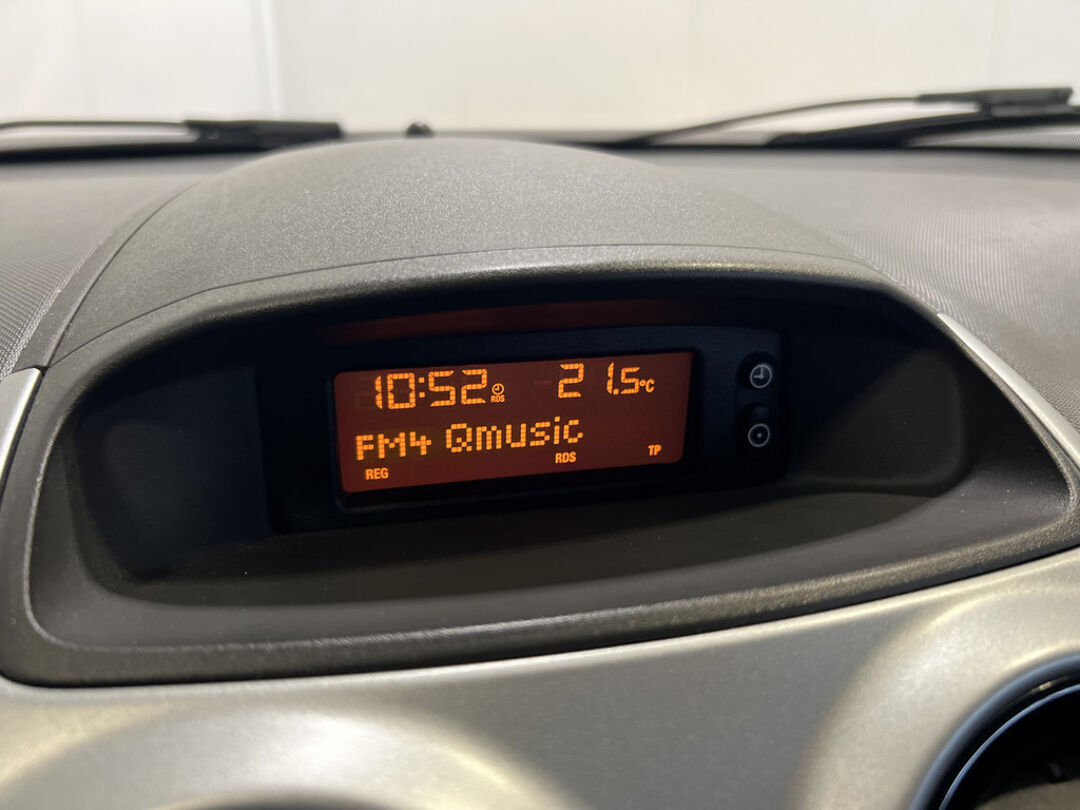 10:52 RDS 21.5°C
FM4 Qmusic
REG RDS TP